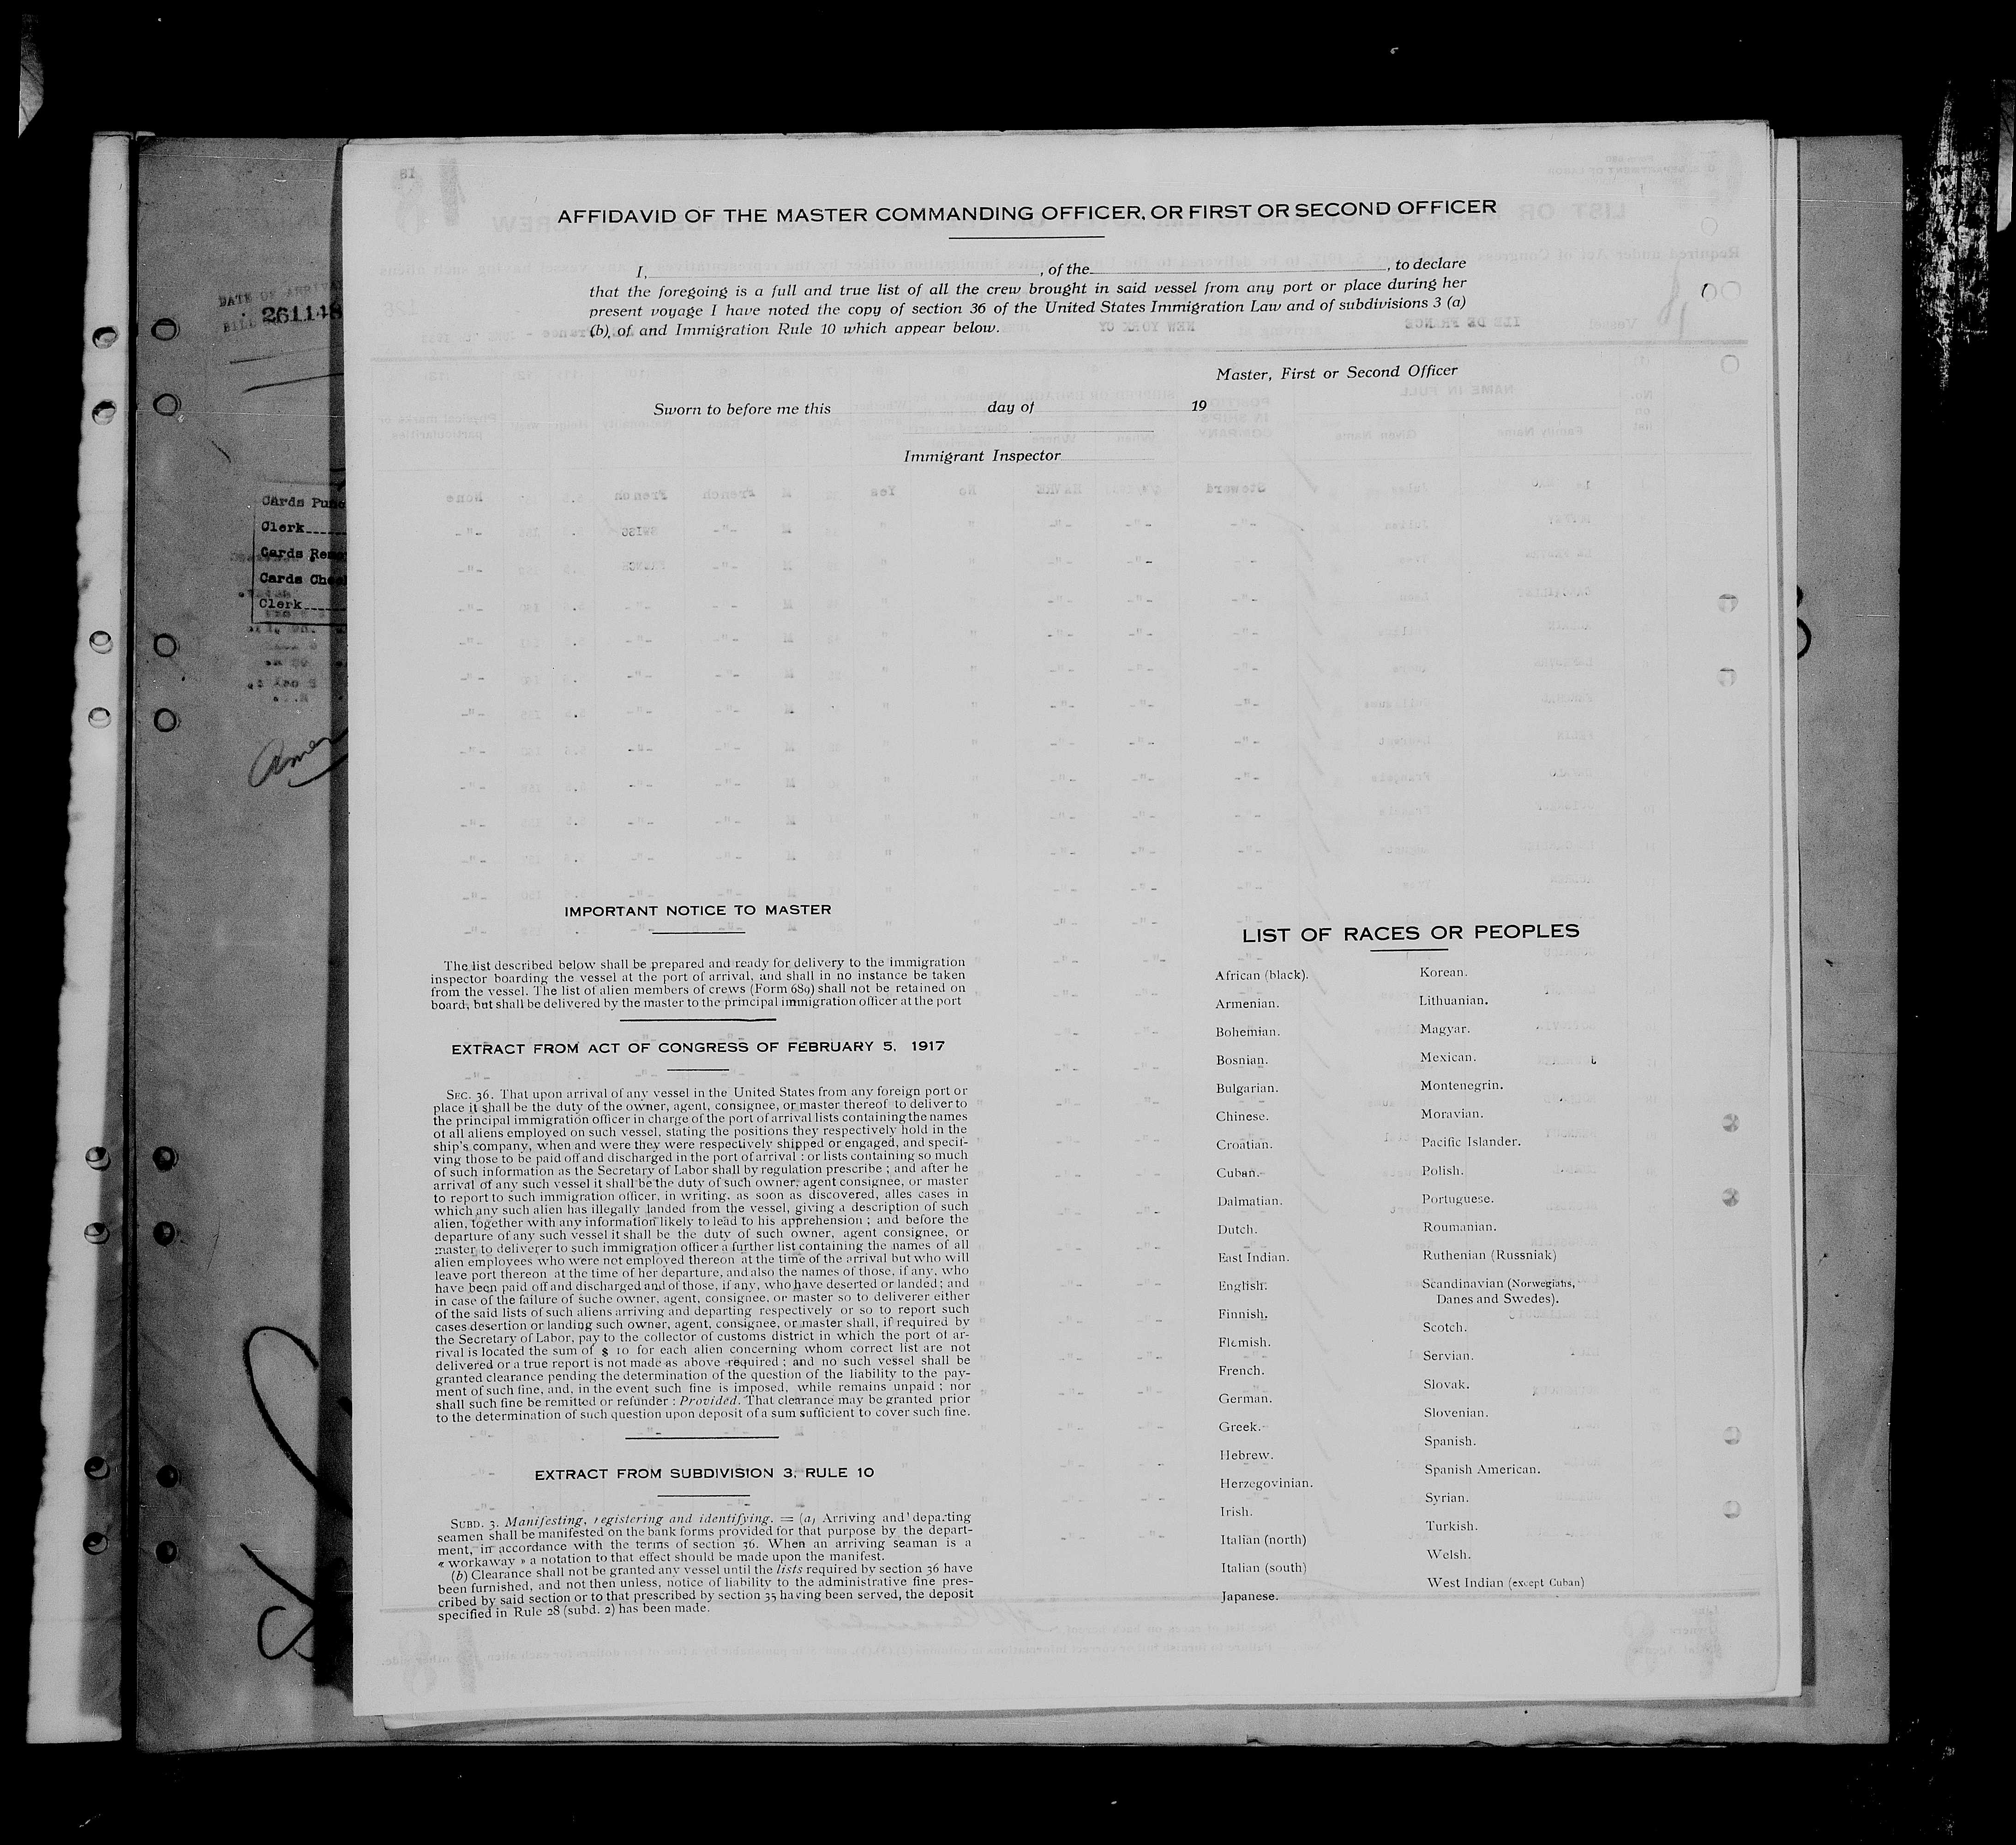 AFFIDAVID OF THE MASTER COMMANDING OFFICER, OR FIRST OR SECOND OFFICER
I, , of the , to declare
that the foregoing is a full and true list of all the crew brought in said vessel from any port or place during her
present voyage I have noted the copy of section 36 of the United States Immigration Law and of subdivisions 3 (a)
(b), of and Immigration Rule 10 which appear below.
Master, First or Second Officer
Sworn to before me this day of 19
Immigrant Inspector
DATE OF ARRIVA
261148
Cards Pun
Clerk
Cards Rem
Cards Che
Clerk
IMPORTANT NOTICE TO MASTER
The list described below shall be prepared and ready for delivery to the immigration
inspector boarding the vessel at the port of arrival, and shall in no instance be taken
from the vessel. The list of alien members of crews (Form 689) shall not be retained on
board, but shall be delivered by the master to the principal immigration officer at the port
EXTRACT FROM ACT OF CONGRESS OF FEBRUARY 5, 1917
SEC. 36. That upon arrival of any vessel in the United States from any foreign port or
place it shall be the duty of the owner, agent, consignee, or master thereof to deliver to
the principal immigration officer in charge of the port of arrival lists containing the names
of all aliens employed on such vessel, stating the positions they respectively hold in the
ship's company, when and were they were respectively shipped or engaged, and specif-
ving those to be paid off and discharged in the port of arrival : or lists containing so much
of such information as the Secretary of Labor shall by regulation prescribe ; and after he
arrival of any such vessel it shall be the duty of such owner, agent consignee, or master
to report to such immigration officer, in writing, as soon as discovered, alles cases in
which any such alien has illegally landed from the vessel, giving a description of such
alien, together with any information likely to lead to his apprehension ; and before the
departure of any such vessel it shall be the duty of such owner, agent consignee, or
master to deliverer to such immigration officer a further list containing the names of all
alien employees who were not employed thereon at the time of the arrival but who will
leave port thereon at the time of her departure, and also the names of those, if any, who
have been paid off and discharged and of those, if any, who have deserted or landed ; and
in case of the failure of suche owner, agent, consignee, or master so to deliverer either
of the said lists of such aliens arriving and departing respectively or so to report such
cases desertion or landing such owner, agent, consignee, or master shall, if required by
the Secretary of Labor, pay to the collector of customs district in which the port of ar-
rival is located the sum of $ 10 for each alien concerning whom correct list are not
delivered or a true report is not made as above required ; and no such vessel shall be
granted clearance pending the determination of the question of the liability to the pay-
ment of such fine, and, in the event such fine is imposed, while remains unpaid ; nor
shall such fine be remitted or refunder : Provided. That clearance may be granted prior
to the determination of such question upon deposit of a sum sufficient to cover such fine.
EXTRACT FROM SUBDIVISION 3, RULE 10
SUBD. 3. Manifesting, registering and identifying. = (a) Arriving and departing
seamen shall be manifested on the bank forms provided for that purpose by the depart-
ment, in accordance with the terms of section 36. When an arriving seaman is a
« workaway » a notation to that effect should be made upon the manifest.
(b) Clearance shall not be granted any vessel until the lists required by section 36 have
been furnished, and not then unless, notice of liability to the administrative fine pres-
cribed by said section or to that prescribed by section 35 having been served, the deposit
specified in Rule 28 (subd. 2) has been made.
LIST OF RACES OR PEOPLES
African (black).
Armenian.
Bohemian.
Bosnian.
Bulgarian.
Chinese.
Croatian.
Cuban.
Dalmatian.
Dutch.
East Indian.
English.
Finnish.
Flemish.
French.
German.
Greek.
Hebrew.
Herzegovinian.
Irish.
Italian (north)
Italian (south)
Japanese.
Korean.
Lithuanian.
Magyar.
Mexican.
Montenegrin.
Moravian.
Pacific Islander.
Polish.
Portuguese.
Roumanian.
Ruthenian (Russniak)
Scandinavian (Norwegians,
Danes and Swedes).
Scotch.
Servian.
Slovak.
Slovenian.
Spanish.
Spanish American.
Syrian.
Turkish.
Welsh.
West Indian (except Cuban)